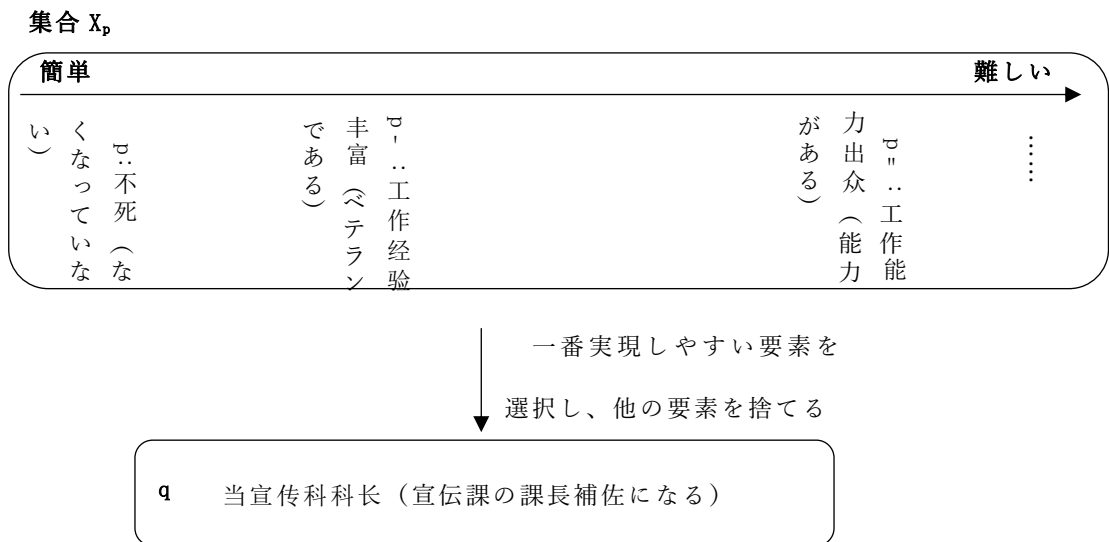 集合 Xp
簡単
難しい
p:不死（な
くなっていな
い）
p':工作经验
丰富（ベテラン
である）
p":工作能
力出众（能力
がある）
……
一番実現しやすい要素を
選択し、他の要素を捨てる
q 当宣传科科长（宣伝課の課長補佐になる）